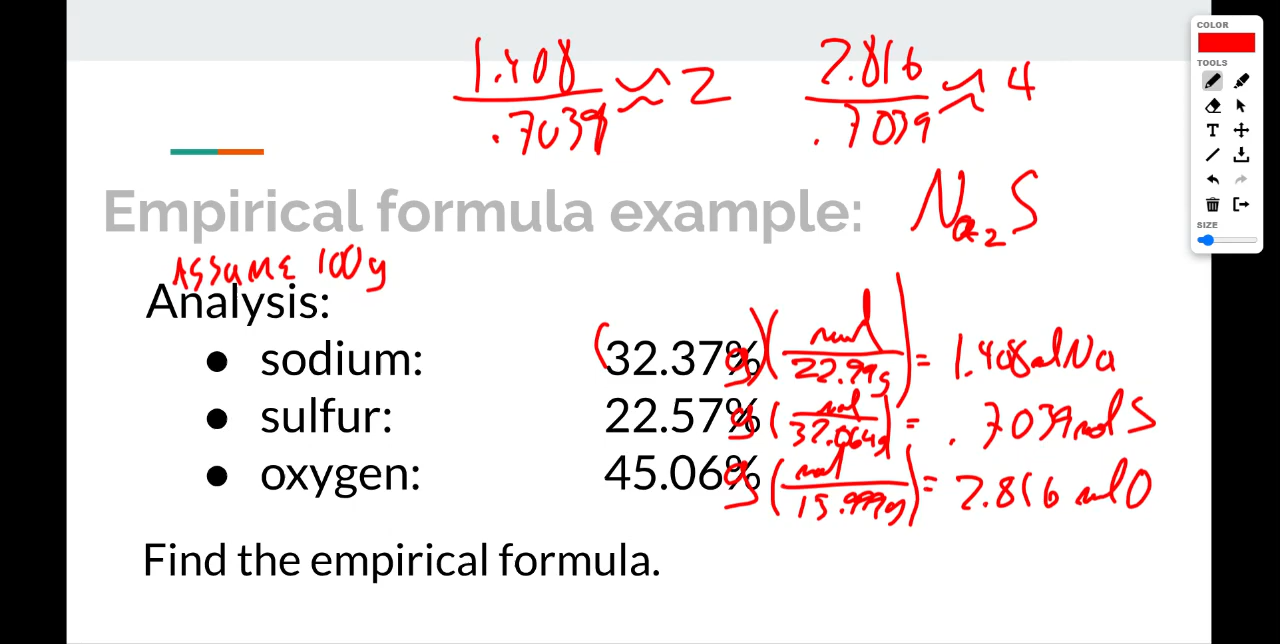 1.408 / .7039 ≈ 2 2.816 / .7039 ≈ 4
COLOR
TOOLS
T
SIZE
Empirical formula example: Na2S
ASSUME 100g
Analysis:
● sodium: (32.37% g)(mol / 22.99g) = 1.408mol Na
● sulfur: 22.57% g (mol / 32.064g) = .7039 mol S
● oxygen: 45.06% g (mol / 15.999g) = 2.816 mol O
Find the empirical formula.